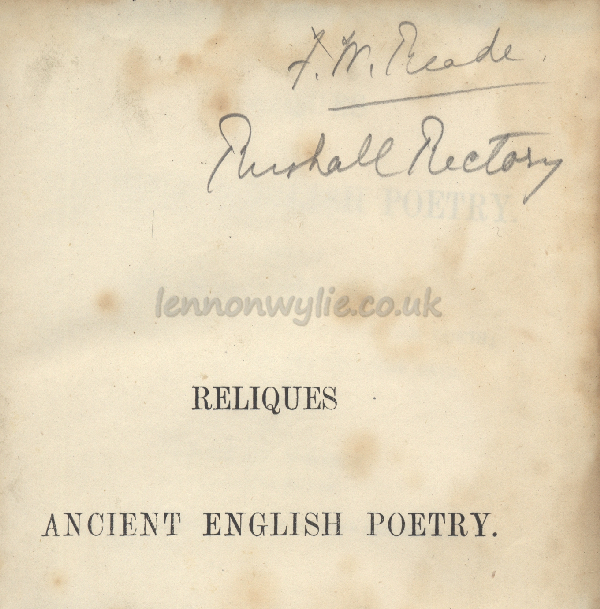 F. W. Reade
Rushall Rectory
lennonwylie.co.uk
RELIQUES
ANCIENT ENGLISH POETRY.